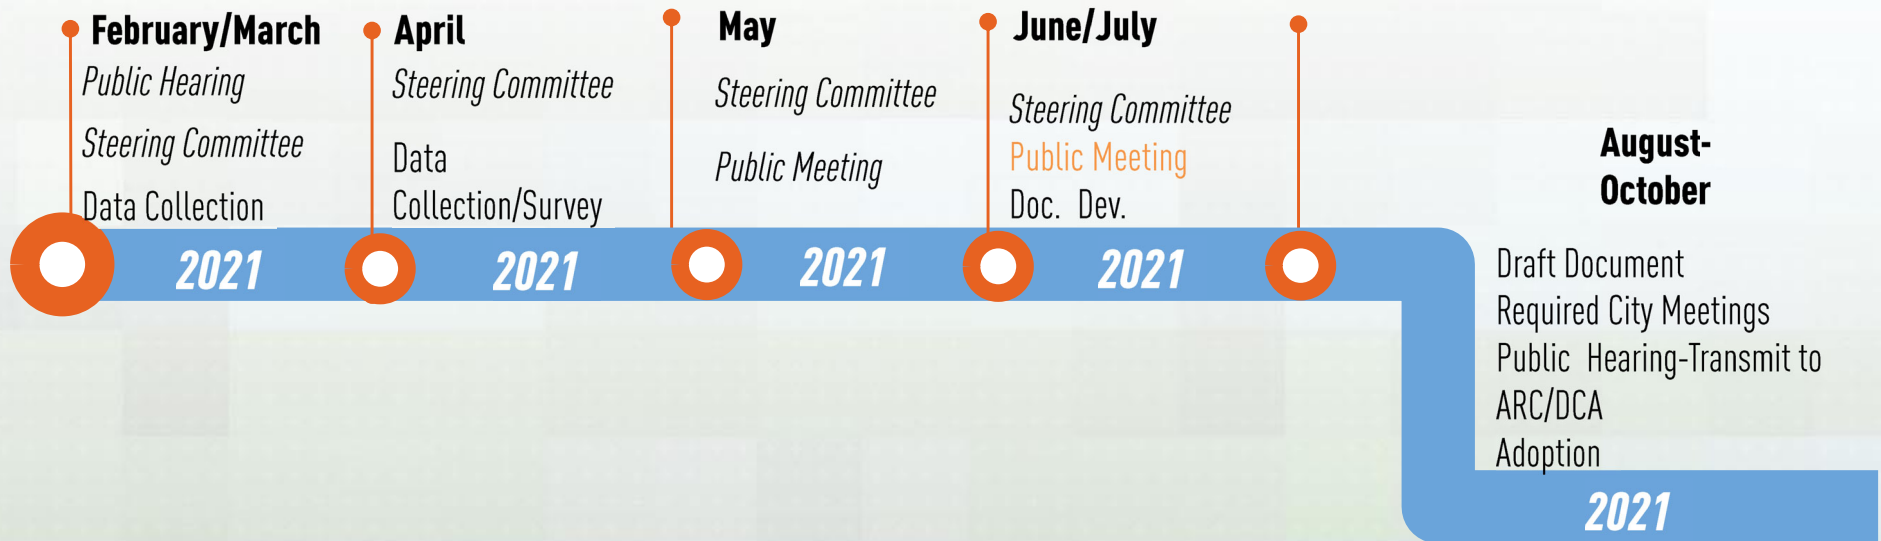 February/March
Public Hearing
Steering Committee
Data Collection
2021
April
Steering Committee
Data
Collection/Survey
2021
May
Steering Committee
Public Meeting
2021
June/July
Steering Committee
Public Meeting
Doc. Dev.
2021
August-
October
Draft Document
Required City Meetings
Public Hearing-Transmit to
ARC/DCA
Adoption
2021